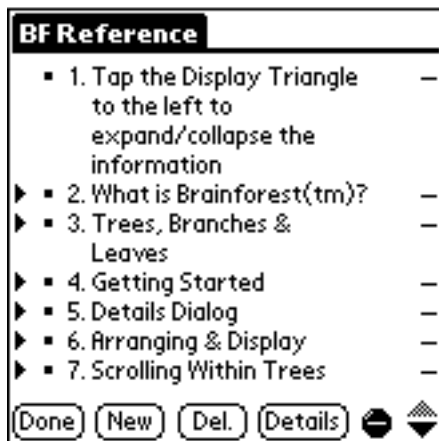 BF Reference
▪ 1. Tap the Display Triangle –
to the left to
expand/collapse the
information
▶ ▪ 2. What is Brainforest(tm)? –
▶ ▪ 3. Trees, Branches & –
Leaves
▶ ▪ 4. Getting Started –
▶ ▪ 5. Details Dialog –
▶ ▪ 6. Arranging & Display –
▶ ▪ 7. Scrolling Within Trees –
Done New Del. Details